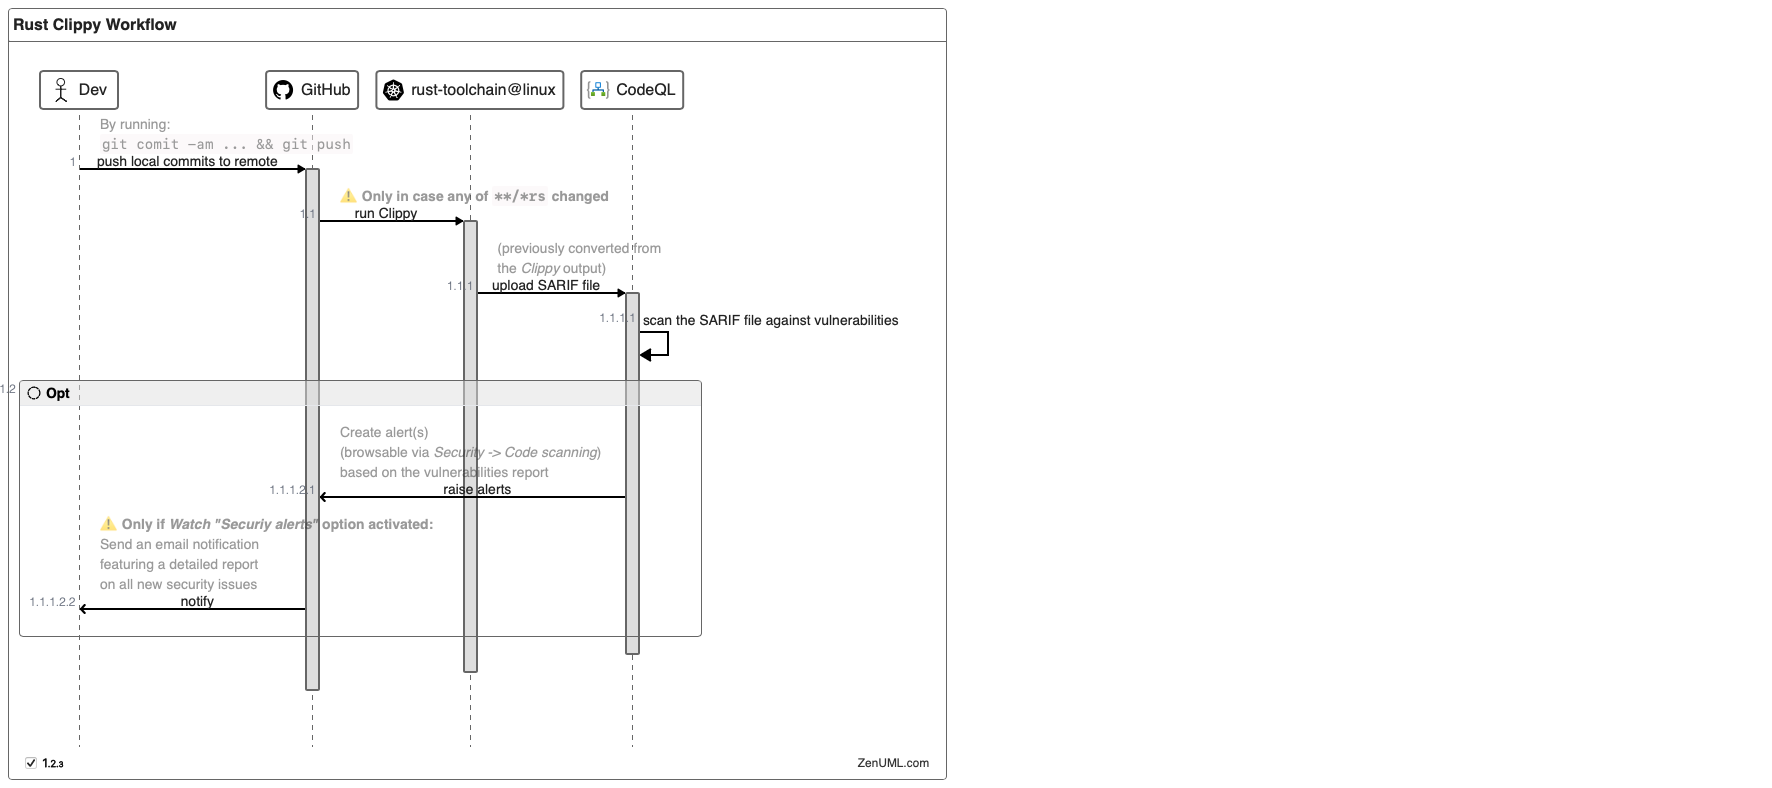 Rust Clippy Workflow
Dev
GitHub
rust-toolchain@linux
CodeQL
By running:
git comit -am ... && git push
1
push local commits to remote
⚠️ Only in case any of **/*rs changed
1.1
run Clippy
(previously converted from
the Clippy output)
1.1.1
upload SARIF file
1.1.1.1
scan the SARIF file against vulnerabilities
1.2
Opt
Create alert(s)
(browsable via Security -> Code scanning)
based on the vulnerabilities report
1.1.1.2.1
raise alerts
⚠️ Only if Watch "Securiy alerts" option activated:
Send an email notification
featuring a detailed report
on all new security issues
1.1.1.2.2
notify
1.2.3
ZenUML.com